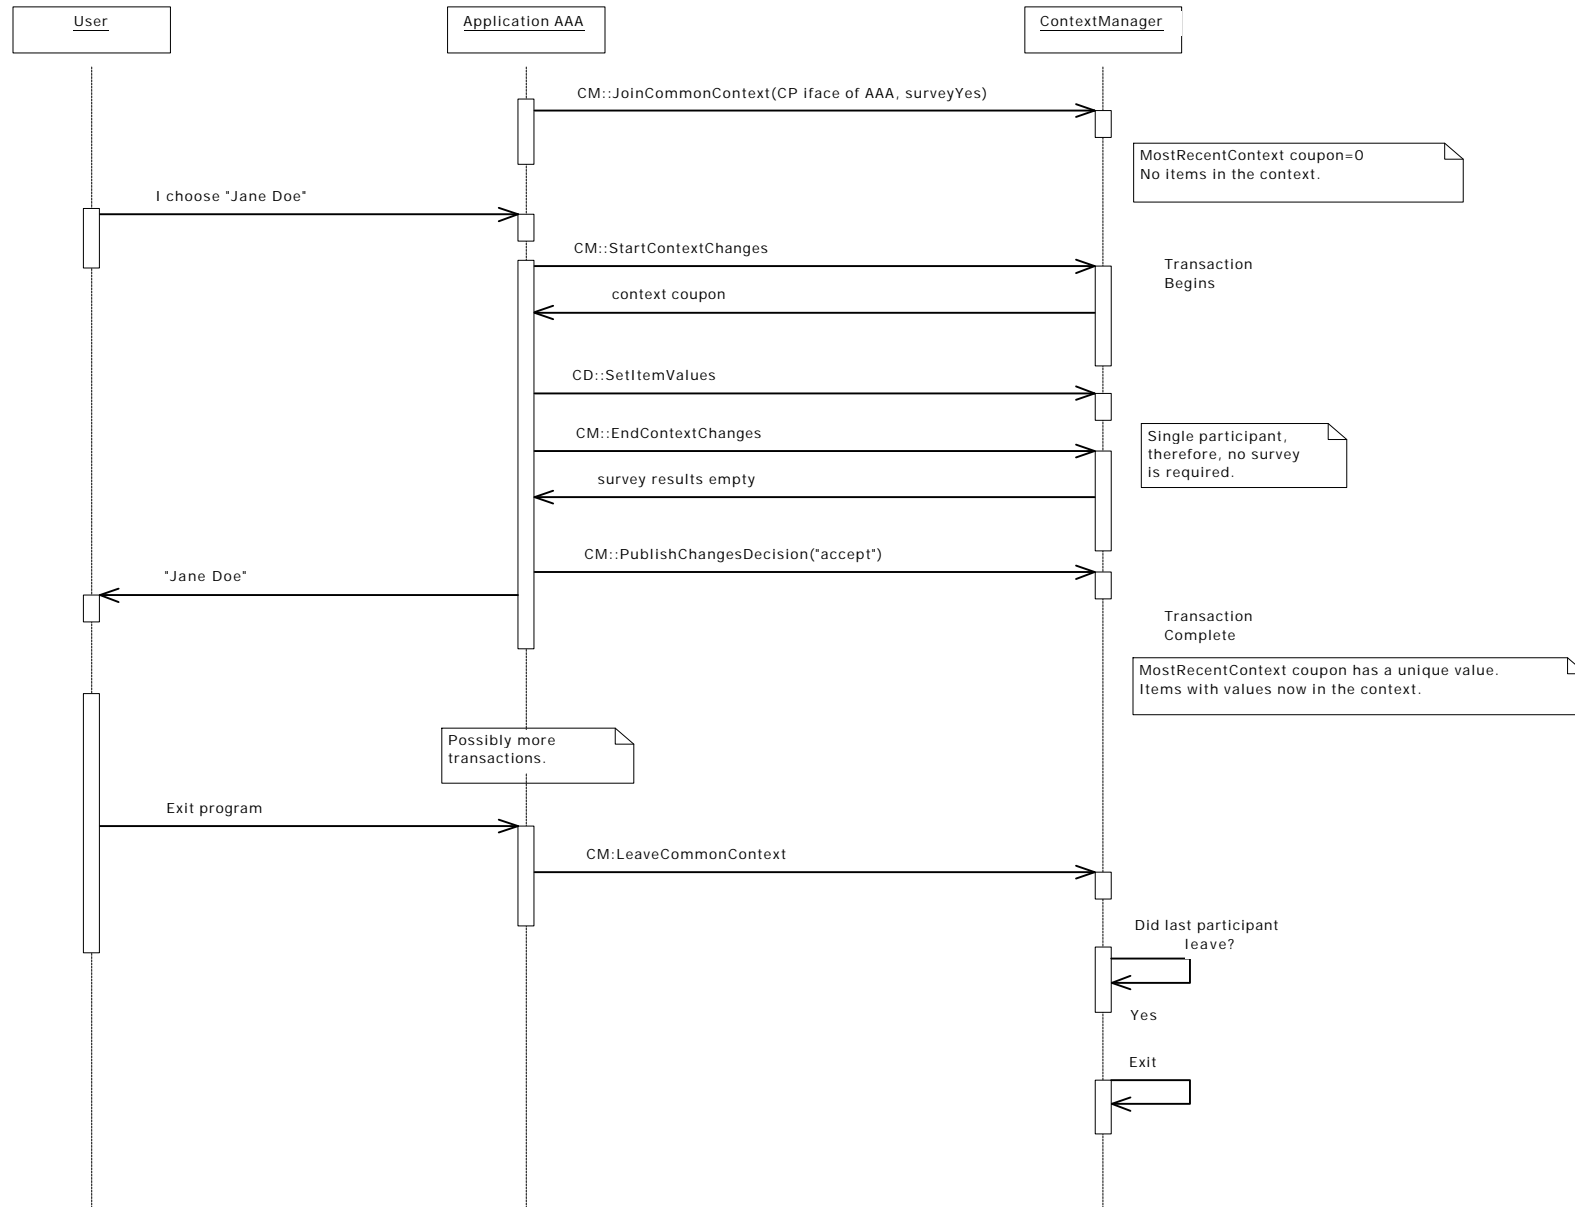 User
Application AAA
ContextManager
CM::JoinCommonContext(CP iface of AAA, surveyYes)
MostRecentContext coupon=0
No items in the context.
I choose "Jane Doe"
CM::StartContextChanges
Transaction
Begins
context coupon
CD::SetItemValues
CM::EndContextChanges
Single participant,
therefore, no survey
is required.
survey results empty
CM::PublishChangesDecision("accept")
"Jane Doe"
Transaction
Complete
MostRecentContext coupon has a unique value.
Items with values now in the context.
Possibly more
transactions.
Exit program
CM:LeaveCommonContext
Did last participant
leave?
Yes
Exit